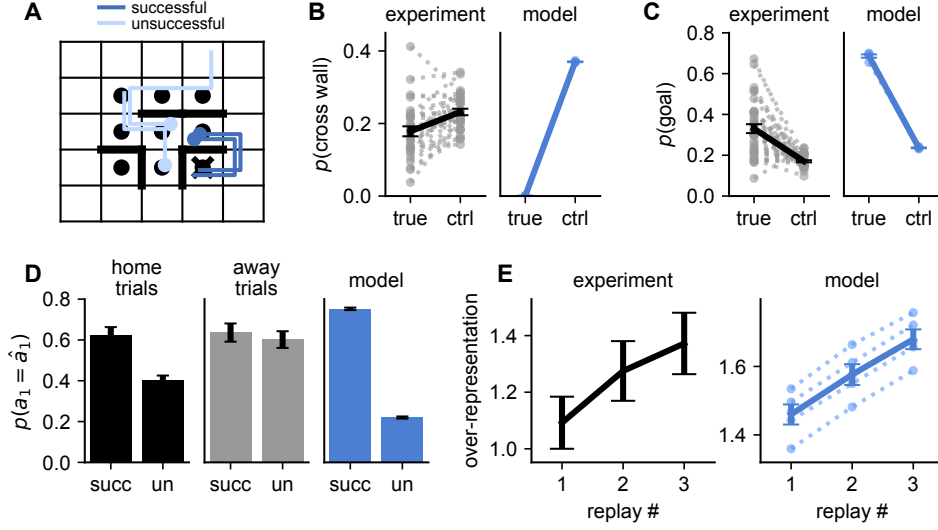 A
successful
unsuccessful
B
experiment
model
p(cross wall)
0.4
0.2
0.0
true
ctrl
true
ctrl
C
experiment
model
p(goal)
0.8
0.6
0.4
0.2
0.0
true
ctrl
true
ctrl
D
home
trials
away
trials
model
p(a₁ = â₁)
0.8
0.6
0.4
0.2
0.0
succ
un
succ
un
succ
un
E
experiment
model
over-representation
1.4
1.2
1.0
1
2
3
replay #
1.6
1.4
1
2
3
replay #